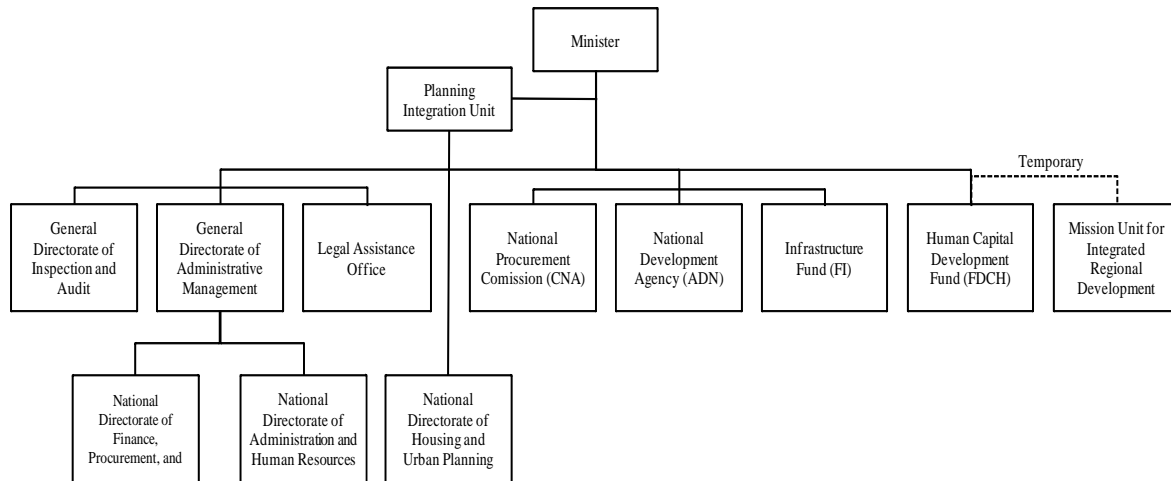 Minister
Planning
Integration Unit
Temporary
General
Directorate of
Inspection and
Audit
General
Directorate of
Administrative
Management
Legal Assistance
Office
National
Procurement
Comission (CNA)
National
Development
Agency (ADN)
Infrastructure
Fund (FI)
Human Capital
Development
Fund (FDCH)
Mission Unit for
Integrated
Regional
Development
National
Directorate of
Finance,
Procurement, and
National
Directorate of
Administration and
Human Resources
National
Directorate of
Housing and
Urban Planning